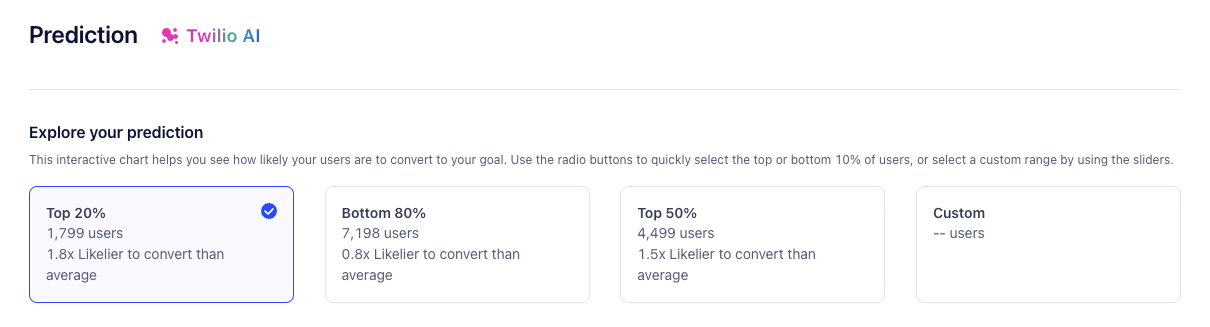 Prediction
Twilio AI
Explore your prediction
This interactive chart helps you see how likely your users are to convert to your goal. Use the radio buttons to quickly select the top or bottom 10% of users, or select a custom range by using the sliders.
Top 20%
1,799 users
1.8x Likelier to convert than
average
Bottom 80%
7,198 users
0.8x Likelier to convert than
average
Top 50%
4,499 users
1.5x Likelier to convert than
average
Custom
-- users